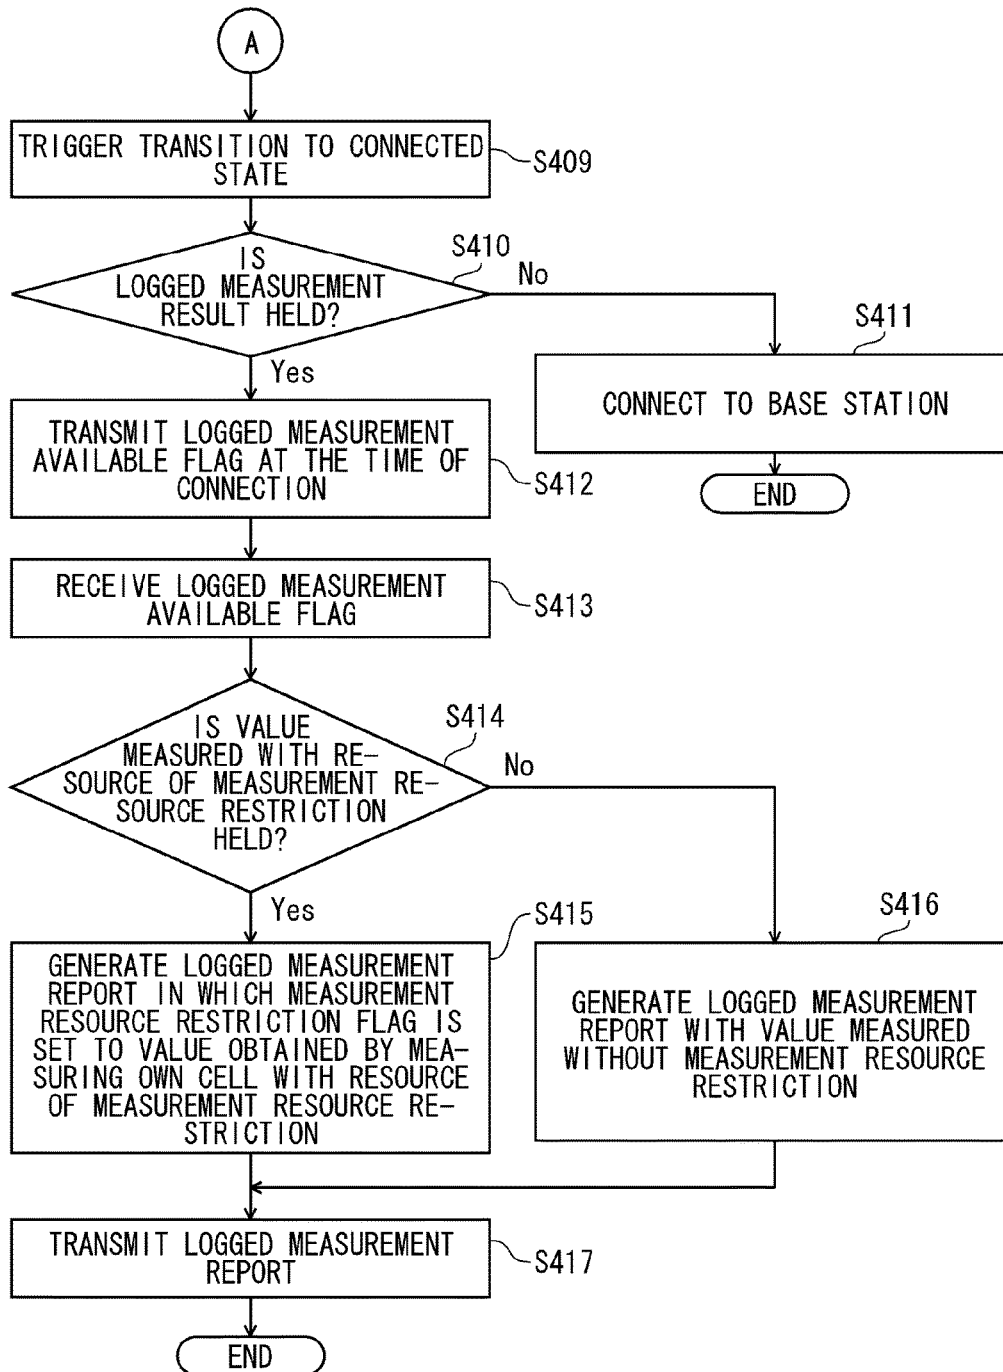 A
TRIGGER TRANSITION TO CONNECTED
STATE
S409
IS
LOGGED MEASUREMENT
RESULT HELD?
S410
No
Yes
S411
CONNECT TO BASE STATION
END
TRANSMIT LOGGED MEASUREMENT
AVAILABLE FLAG AT THE TIME OF
CONNECTION
S412
RECEIVE LOGGED MEASUREMENT
AVAILABLE FLAG
S413
IS VALUE
MEASURED WITH RE-
SOURCE OF MEASUREMENT RE-
SOURCE RESTRICTION
HELD?
S414
No
Yes
S415
GENERATE LOGGED MEASUREMENT
REPORT IN WHICH MEASUREMENT
RESOURCE RESTRICTION FLAG IS
SET TO VALUE OBTAINED BY MEA-
SURING OWN CELL WITH RESOURCE
OF MEASUREMENT RESOURCE RE-
STRICTION
S416
GENERATE LOGGED MEASUREMENT
REPORT WITH VALUE MEASURED
WITHOUT MEASUREMENT RESOURCE
RESTRICTION
TRANSMIT LOGGED MEASUREMENT
REPORT
S417
END